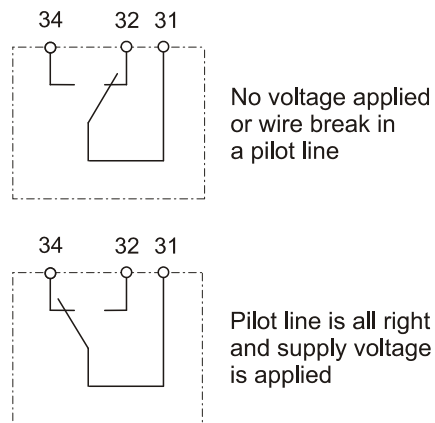 34 32 31
No voltage applied
or wire break in
a pilot line
34 32 31
Pilot line is all right
and supply voltage
is applied